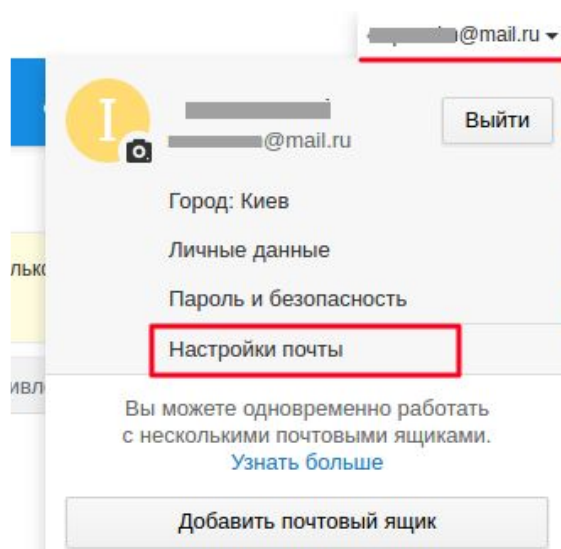 @mail.ru
I
@mail.ru
Выйти
Город: Киев
Личные данные
Пароль и безопасность
Настройки почты
Вы можете одновременно работать
с несколькими почтовыми ящиками.
Узнать больше
Добавить почтовый ящик